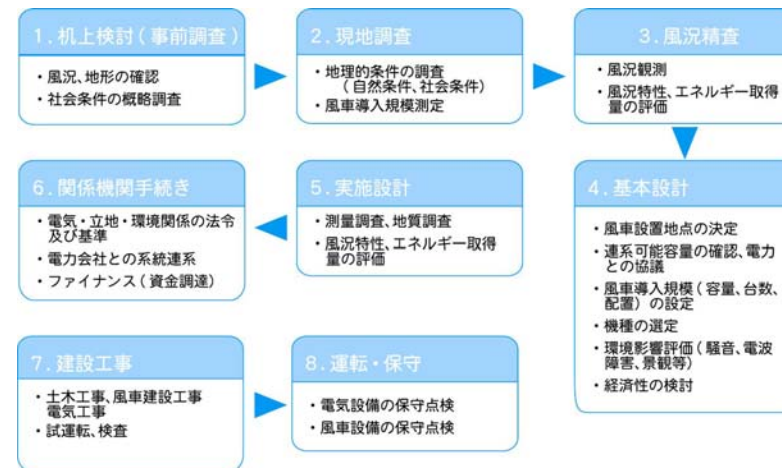 1.机上検討(事前調査)
・風況、地形の確認
・社会条件の概略調査
2.現地調査
・地理的条件の調査
(自然条件、社会条件)
・風車導入規模測定
3.風況精査
・風況観測
・風況特性、エネルギー取得
量の評価
4.基本設計
・風車設置地点の決定
・連系可能容量の確認、電力
との協議
・風車導入規模(容量、台数、
配置)の設定
・機種の選定
・環境影響評価(騒音、電波
障害、景観等)
・経済性の検討
5.実施設計
・測量調査、地質調査
・風況特性、エネルギー取得
量の評価
6.関係機関手続き
・電気・立地・環境関係の法令
及び基準
・電力会社との系統連系
・ファイナンス(資金調達)
7.建設工事
・土木工事、風車建設工事
電気工事
・試運転、検査
8.運転・保守
・電気設備の保守点検
・風車設備の保守点検